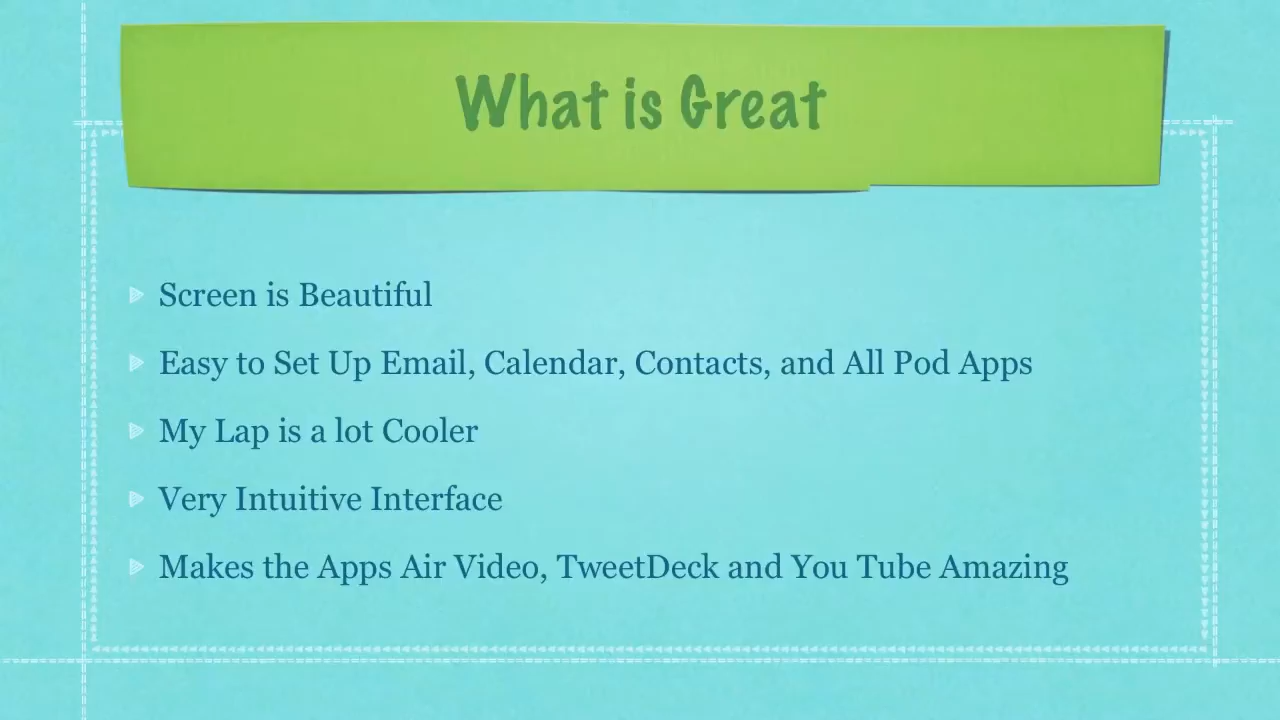 What is Great
Screen is Beautiful
Easy to Set Up Email, Calendar, Contacts, and All Pod Apps
My Lap is a lot Cooler
Very Intuitive Interface
Makes the Apps Air Video, TweetDeck and You Tube Amazing